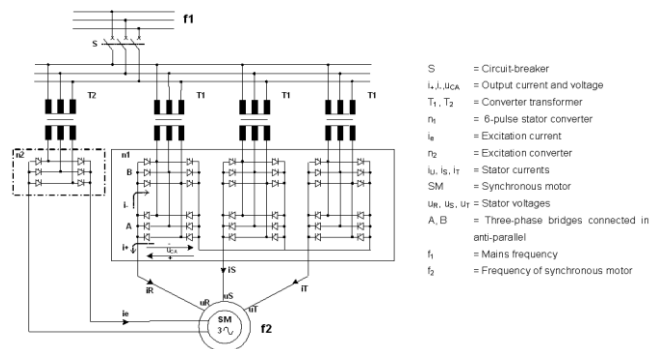 f1
S
T2
T1
T1
T1
n2
n1
B
i-
A
i+
uCA
iS
iR
iT
uR
uS
uT
SM
3
f2
ie
S = Circuit-breaker
i+,i-,uCA = Output current and voltage
T1, T2 = Converter transformer
n1 = 6-pulse stator converter
ie = Excitation current
n2 = Excitation converter
iU, iS, iT = Stator currents
SM = Synchronous motor
uR, uS, uT = Stator voltages
A, B = Three-phase bridges connected in
anti-parallel
f1 = Mains frequency
f2 = Frequency of synchronous motor